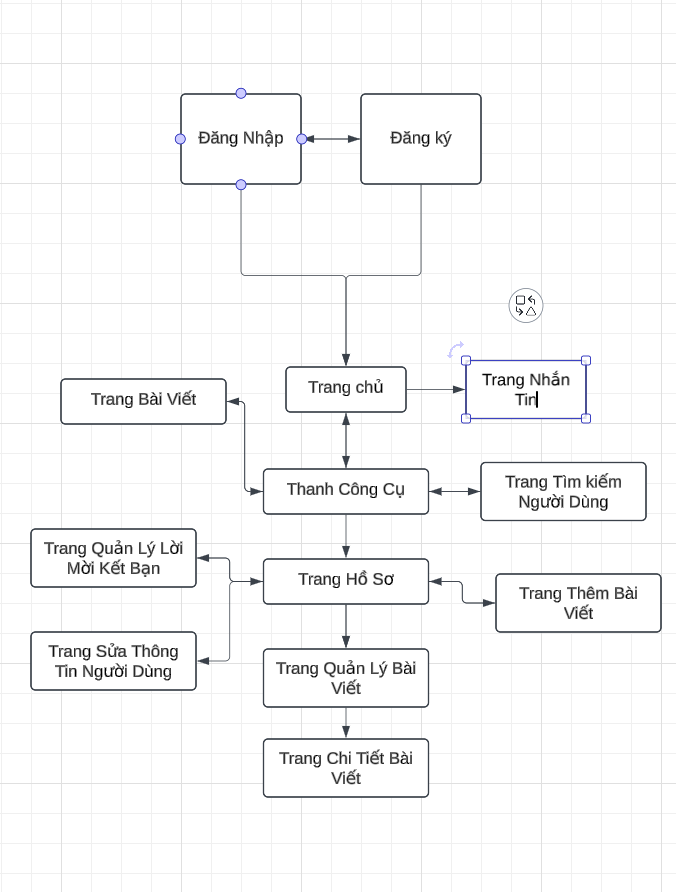 Đăng Nhập
Đăng ký
Trang chủ
Trang Nhắn
Tin
Trang Bài Viết
Thanh Công Cụ
Trang Tìm kiếm
Người Dùng
Trang Quản Lý Lời
Mời Kết Bạn
Trang Hồ Sơ
Trang Thêm Bài
Viết
Trang Sửa Thông
Tin Người Dùng
Trang Quản Lý Bài
Viết
Trang Chi Tiết Bài
Viết